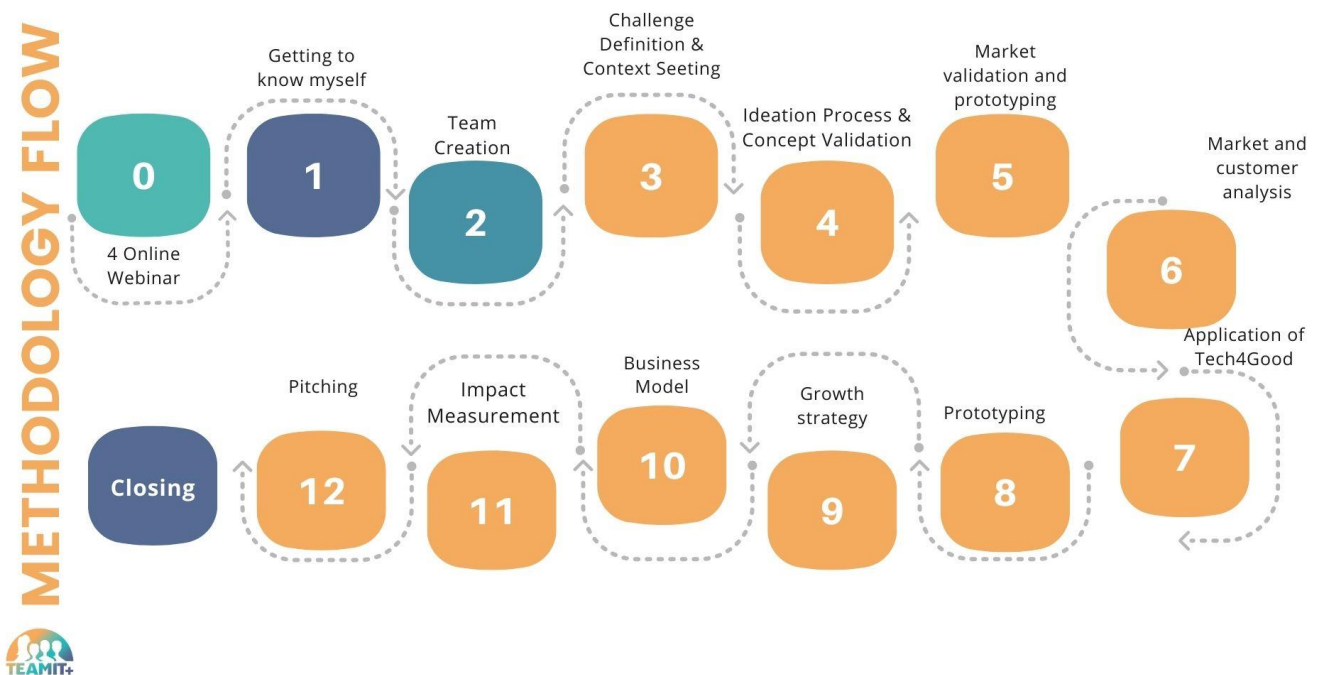 METHODOLOGY FLOW
0
4 Online
Webinar
Getting to
know myself
1
Team
Creation
2
Challenge
Definition &
Context Seeting
3
Ideation Process &
Concept Validation
4
Market
validation and
prototyping
5
Market and
customer
analysis
6
Application of
Tech4Good
7
Prototyping
8
Growth
strategy
9
Business
Model
10
Impact
Measurement
11
Pitching
12
Closing
TEAMIT+